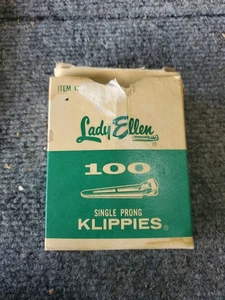 ITEM
Lady Ellen
®
100
SINGLE PRONG
KLIPPIES®